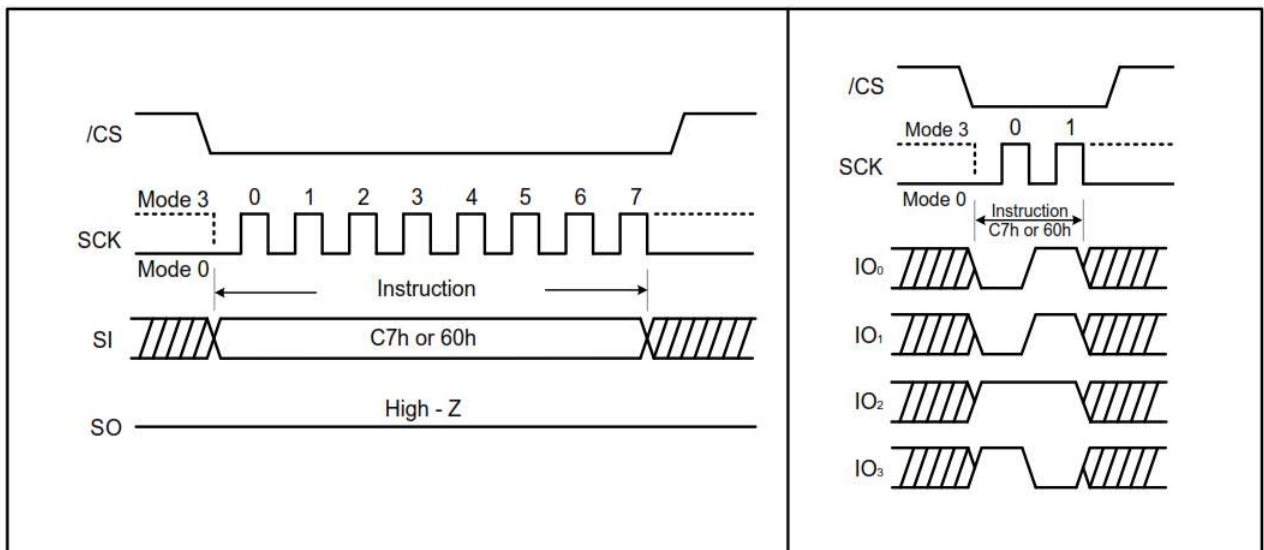 /CS
Mode 3 0 1 2 3 4 5 6 7
SCK
Mode 0
Instruction
SI C7h or 60h
High - Z
SO
/CS
Mode 3 0 1
SCK
Mode 0
Instruction
C7h or 60h
IO₀
IO₁
IO₂
IO₃